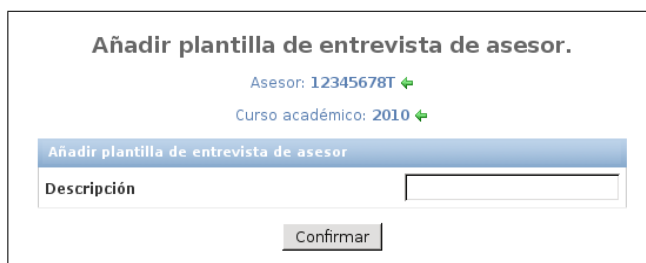 Añadir plantilla de entrevista de asesor.
Asesor: 12345678T
Curso académico: 2010
Añadir plantilla de entrevista de asesor
Descripción
Confirmar